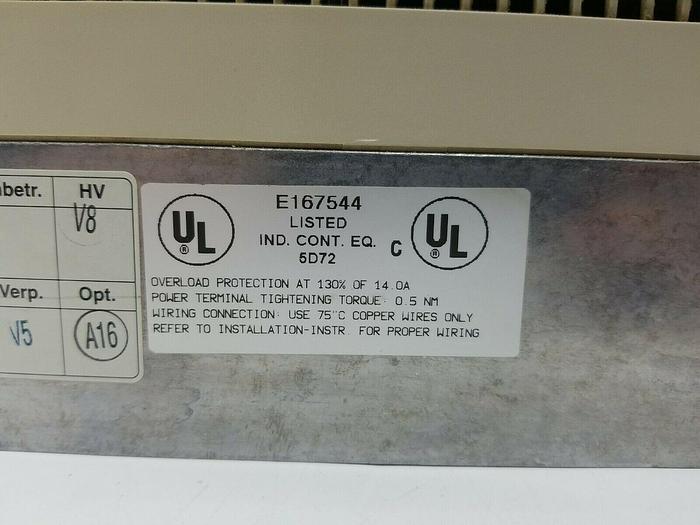 betr. HV
V8
Verp. Opt.
V5 A16
UL
®
E167544
LISTED
IND. CONT. EQ.
5D72
C UL
®
OVERLOAD PROTECTION AT 130% OF 14.0A
POWER TERMINAL TIGHTENING TORQUE: 0.5 NM
WIRING CONNECTION: USE 75°C COPPER WIRES ONLY
REFER TO INSTALLATION-INSTR. FOR PROPER WIRING